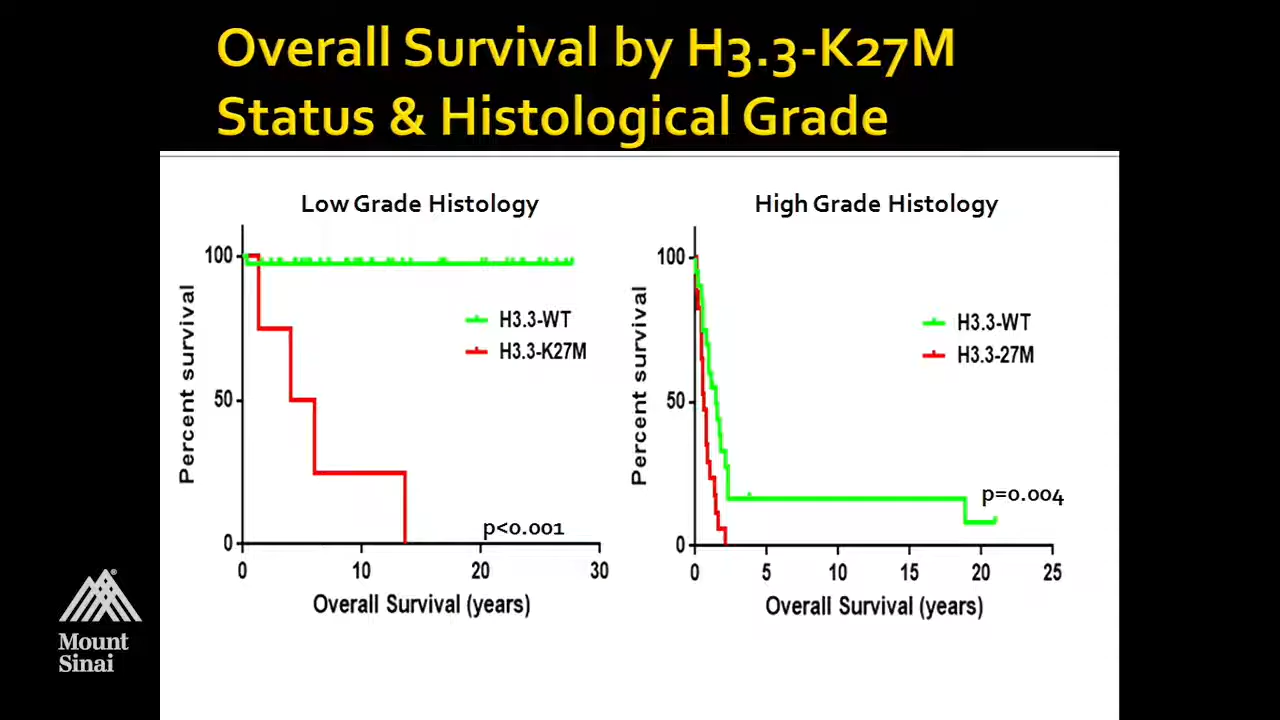 Overall Survival by H3.3-K27M
Status & Histological Grade
Low Grade Histology
100
50
0
Percent survival
H3.3-WT
H3.3-K27M
p<0.001
0 10 20 30
Overall Survival (years)
High Grade Histology
100
50
0
Percent survival
H3.3-WT
H3.3-27M
p=0.004
0 5 10 15 20 25
Overall Survival (years)
Mount
Sinai
®